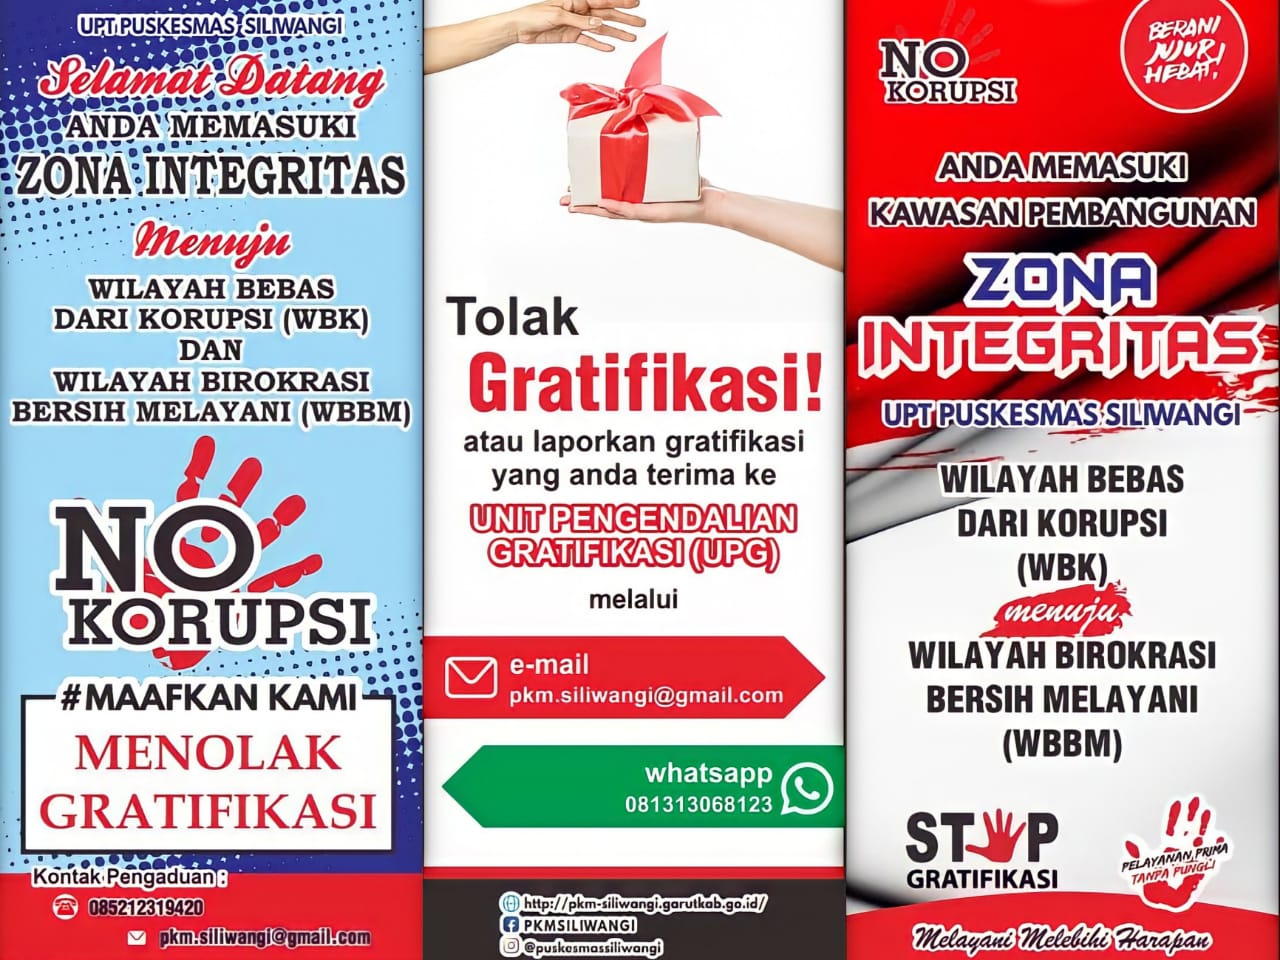 UPT PUSKESMAS SILIWANGI
Selamat Datang
ANDA MEMASUKI
ZONA INTEGRITAS
Menuju
WILAYAH BEBAS
DARI KORUPSI (WBK)
DAN
WILAYAH BIROKRASI
BERSIH MELAYANI (WBBM)
NO
KORUPSI
#MAAFKAN KAMI
MENOLAK
GRATIFIKASI
Kontak Pengaduan :
085212319420
pkm.siliwangi@gmail.com
Tolak
Gratifikasi!
atau laporkan gratifikasi
yang anda terima ke
UNIT PENGENDALIAN
GRATIFIKASI (UPG)
melalui
e-mail
pkm.siliwangi@gmail.com
whatsapp
081313068123
http://pkm-siliwangi.garutkab.go.id/
PKMSILIWANGI
@puskesmassiliwangi
NO
KORUPSI
BERANI
JUJUR
HEBAT!
ANDA MEMASUKI
KAWASAN PEMBANGUNAN
ZONA
INTEGRITAS
UPT PUSKESMAS SILIWANGI
WILAYAH BEBAS
DARI KORUPSI
(WBK)
menuju
WILAYAH BIROKRASI
BERSIH MELAYANI
(WBBM)
STOP
GRATIFIKASI
PELAYANAN PRIMA
TANPA PUNGLI
Melayani Melebihi Harapan